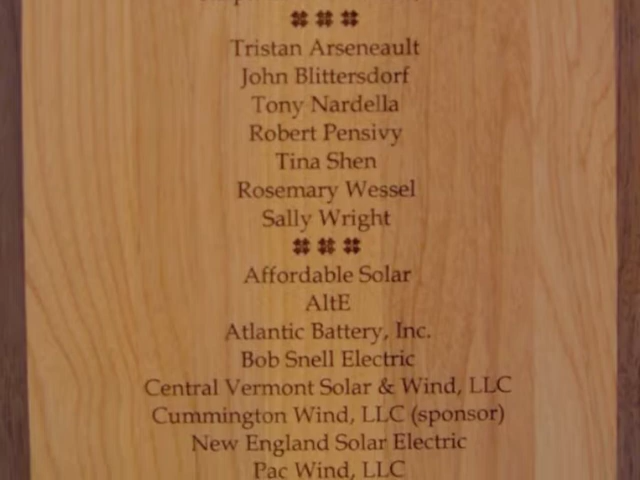 Tristan Arseneault
John Blittersdorf
Tony Nardella
Robert Pensivy
Tina Shen
Rosemary Wessel
Sally Wright
Affordable Solar
AltE
Atlantic Battery, Inc.
Bob Snell Electric
Central Vermont Solar & Wind, LLC
Cummington Wind, LLC (sponsor)
New England Solar Electric
Pac Wind, LLC